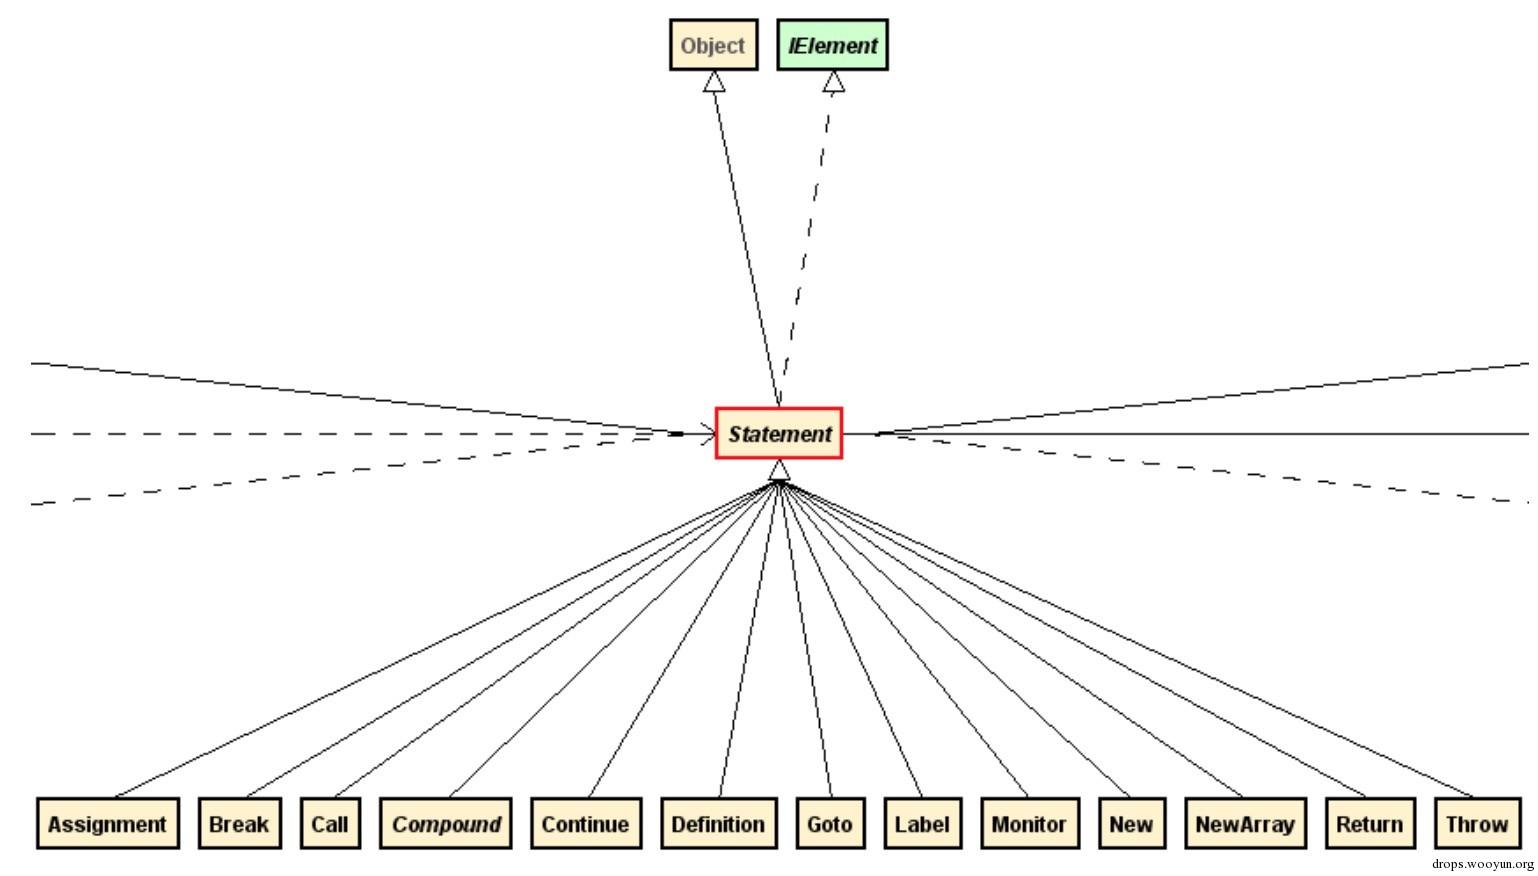 Object
IElement
Statement
Assignment
Break
Call
Compound
Continue
Definition
Goto
Label
Monitor
New
NewArray
Return
Throw
drops.wooyun.org